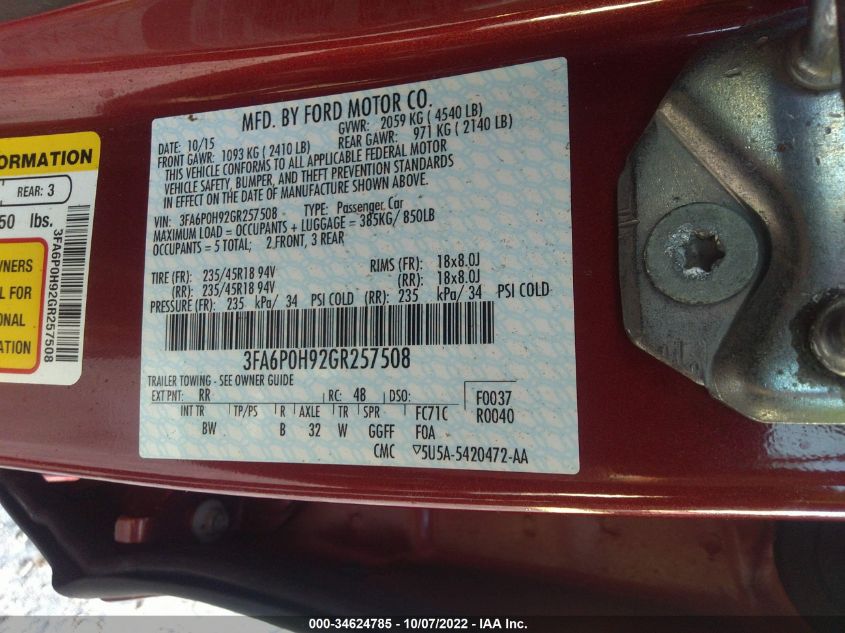 MFD. BY FORD MOTOR CO.
DATE: 10/15 GVWR: 2059 KG (4540 LB)
FRONT GAWR: 1093 KG (2410 LB) REAR GAWR: 971 KG (2140 LB)
THIS VEHICLE CONFORMS TO ALL APPLICABLE FEDERAL MOTOR
VEHICLE SAFETY, BUMPER, AND THEFT PREVENTION STANDARDS
IN EFFECT ON THE DATE OF MANUFACTURE SHOWN ABOVE.
VIN: 3FA6P0H92GR257508 TYPE: Passenger Car
MAXIMUM LOAD = OCCUPANTS + LUGGAGE = 385KG/ 850LB
OCCUPANTS = 5 TOTAL; 2 FRONT, 3 REAR
TIRE (FR): 235/45R18 94V RIMS (FR): 18x8.0J
(RR): 235/45R18 94V (RR): 18x8.0J
PRESSURE (FR): 235 kPa/ 34 PSI COLD (RR): 235 kPa/ 34 PSI COLD
3FA6P0H92GR257508
TRAILER TOWING - SEE OWNER GUIDE
EXT PNT: RR RC: 48 DSO: F0037
INT TR TP/PS R AXLE TR SPR FC71C R0040
BW B 32 W GGFF FOA
CMC ▽5U5A-5420472-AA
ORMATION
REAR: 3
50 lbs.
WNERS
L FOR
ONAL
TION
3FA6P0H92GR257508
000-34624785 - 10/07/2022 - IAA Inc.